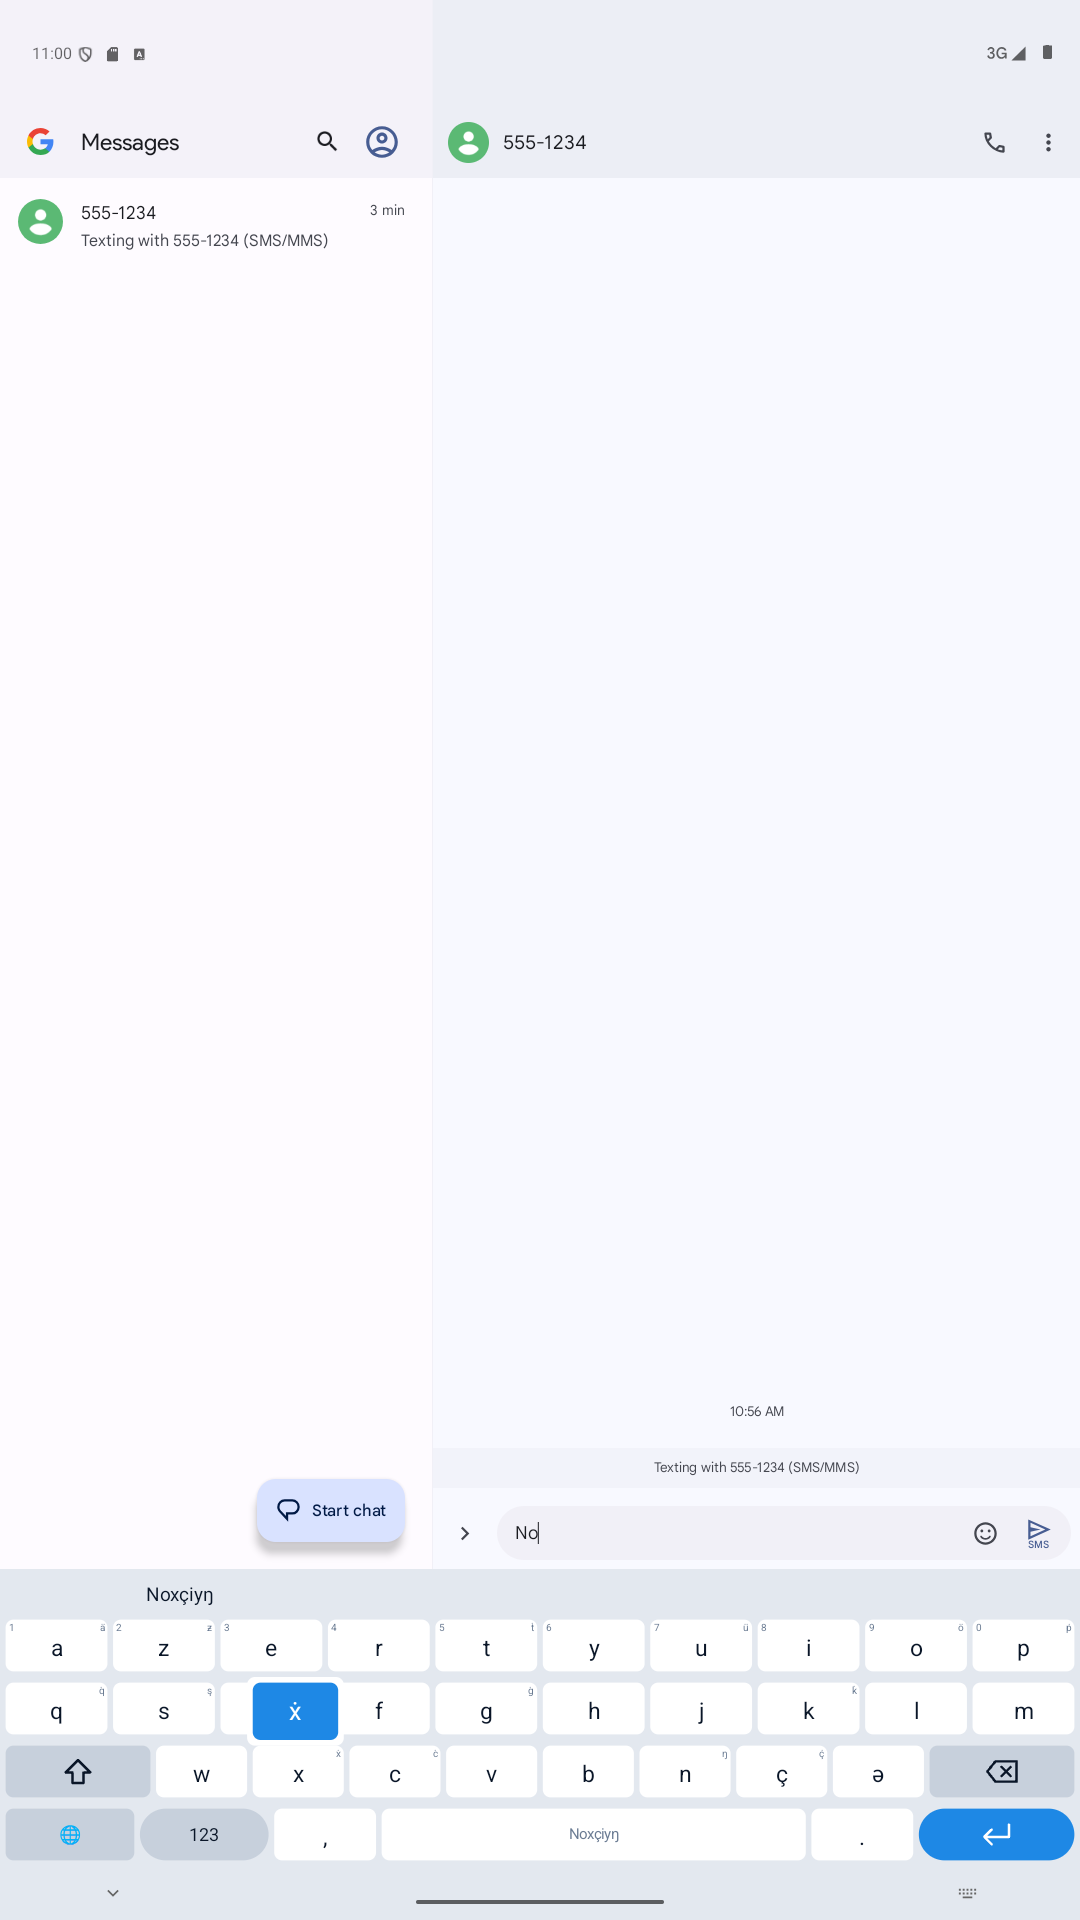 11:00
3G
Messages
555-1234
555-1234
3 min
Texting with 555-1234 (SMS/MMS)
10:56 AM
Texting with 555-1234 (SMS/MMS)
Start chat
No
SMS
Noxçiyŋ
1 a ä 2 z ƶ 3 e 4 r 5 t ṫ 6 y 7 u ü 8 i 9 o ö 0 p ṗ
q q̇ s ş ẋ f g ġ h j k k̇ l m
w x ẋ c ċ v b n ŋ ç ç̇ ə
123 , Noxçiyŋ .